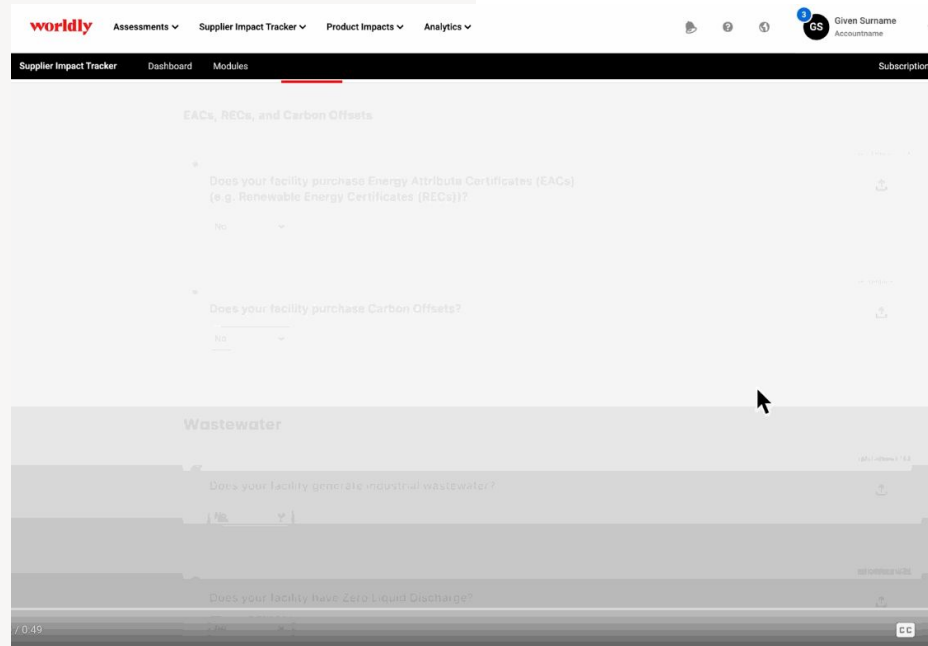 worldly Assessments Supplier Impact Tracker Product Impacts Analytics 3 GS Given Surname
Accountname
Supplier Impact Tracker Dashboard Modules Subscription
EACs, RECs, and Carbon Offsets
Does your facility purchase Energy Attribute Certificates (EACs)
(e.g. Renewable Energy Certificates (RECs))?
No
Does your facility purchase Carbon Offsets?
No
Wastewater
Does your facility generate industrial wastewater?
Does your facility have Zero Liquid Discharge?
/ 0:49 CC